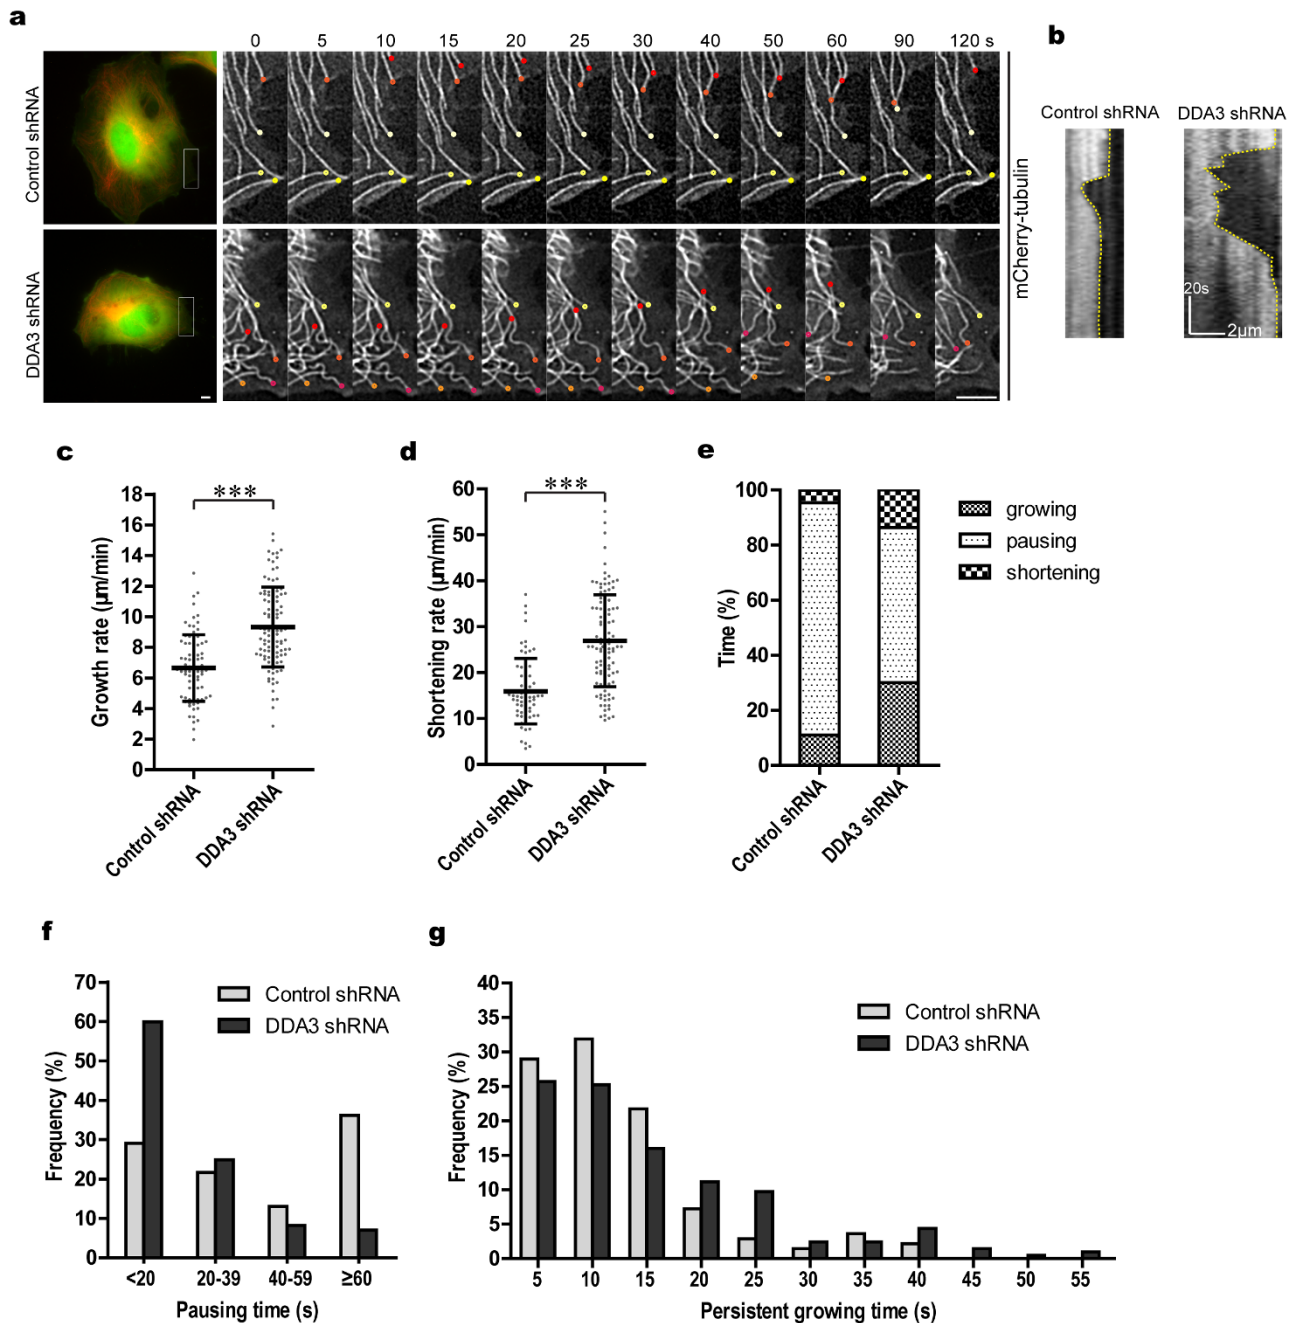 a
0 5 10 15 20 25 30 40 50 60 90 120 s
Control shRNA
DDA3 shRNA
mCherry-tubulin
b
Control shRNA
DDA3 shRNA
20s
2µm
c
18
16
14
12
10
8
6
4
2
0
Growth rate (µm/min)
***
Control shRNA
DDA3 shRNA
d
60
50
40
30
20
10
0
Shortening rate (µm/min)
***
Control shRNA
DDA3 shRNA
e
100
80
60
40
20
0
Time (%)
growing
pausing
shortening
Control shRNA
DDA3 shRNA
f
70
60
50
40
30
20
10
0
Frequency (%)
Control shRNA
DDA3 shRNA
<20 20-39 40-59 ≥60
Pausing time (s)
g
40
35
30
25
20
15
10
5
0
Frequency (%)
Control shRNA
DDA3 shRNA
5 10 15 20 25 30 35 40 45 50 55
Persistent growing time (s)